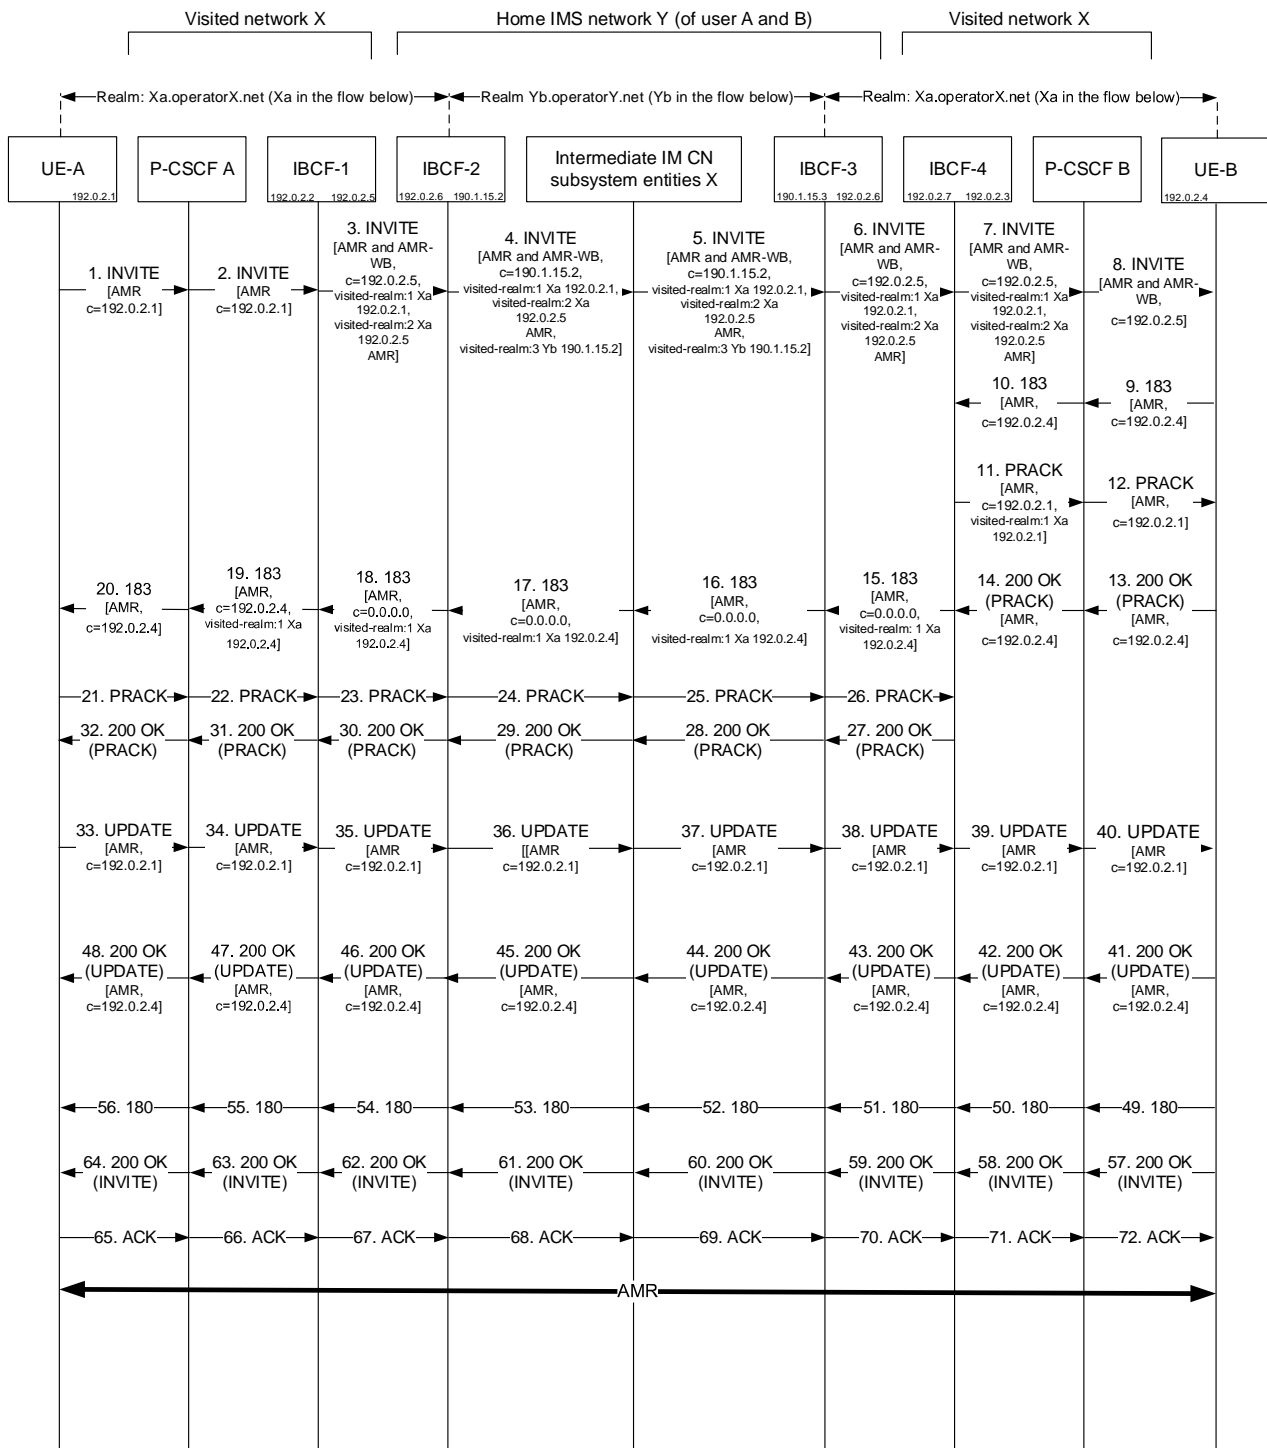 Visited network X
Home IMS network Y (of user A and B)
Visited network X
Realm: Xa.operatorX.net (Xa in the flow below)
Realm Yb.operatorY.net (Yb in the flow below)
Realm: Xa.operatorX.net (Xa in the flow below)
UE-A
192.0.2.1
P-CSCF A
IBCF-1
192.0.2.2
192.0.2.5
IBCF-2
192.0.2.6
190.1.15.2
Intermediate IM CN
subsystem entities X
IBCF-3
190.1.15.3
192.0.2.6
IBCF-4
192.0.2.7
192.0.2.3
P-CSCF B
UE-B
192.0.2.4
1. INVITE
[AMR
c=192.0.2.1]
2. INVITE
[AMR
c=192.0.2.1]
3. INVITE
[AMR and AMR-
WB,
c=192.0.2.5,
visited-realm:1 Xa
192.0.2.1,
visited-realm:2 Xa
192.0.2.5
AMR]
4. INVITE
[AMR and AMR-WB,
c=190.1.15.2,
visited-realm:1 Xa 192.0.2.1,
visited-realm:2 Xa
192.0.2.5
AMR,
visited-realm:3 Yb 190.1.15.2]
5. INVITE
[AMR and AMR-WB,
c=190.1.15.2,
visited-realm:1 Xa 192.0.2.1,
visited-realm:2 Xa
192.0.2.5
AMR,
visited-realm:3 Yb 190.1.15.2]
6. INVITE
[AMR and AMR-
WB,
c=192.0.2.5,
visited-realm:1 Xa
192.0.2.1,
visited-realm:2 Xa
192.0.2.5
AMR]
7. INVITE
[AMR and AMR-
WB,
c=192.0.2.5,
visited-realm:1 Xa
192.0.2.1,
visited-realm:2 Xa
192.0.2.5
AMR]
8. INVITE
[AMR and AMR-
WB,
c=192.0.2.5]
10. 183
[AMR,
c=192.0.2.4]
9. 183
[AMR,
c=192.0.2.4]
11. PRACK
[AMR,
c=192.0.2.1,
visited-realm:1 Xa
192.0.2.1]
12. PRACK
[AMR,
c=192.0.2.1]
20. 183
[AMR,
c=192.0.2.4]
19. 183
[AMR,
c=192.0.2.4,
visited-realm:1 Xa
192.0.2.4]
18. 183
[AMR,
c=0.0.0.0,
visited-realm:1 Xa
192.0.2.4]
17. 183
[AMR,
c=0.0.0.0,
visited-realm:1 Xa 192.0.2.4]
16. 183
[AMR,
c=0.0.0.0,
visited-realm:1 Xa 192.0.2.4]
15. 183
[AMR,
c=0.0.0.0,
visited-realm: 1 Xa
192.0.2.4]
14. 200 OK
(PRACK)
[AMR,
c=192.0.2.4]
13. 200 OK
(PRACK)
[AMR,
c=192.0.2.4]
21. PRACK
22. PRACK
23. PRACK
24. PRACK
25. PRACK
26. PRACK
32. 200 OK
(PRACK)
31. 200 OK
(PRACK)
30. 200 OK
(PRACK)
29. 200 OK
(PRACK)
28. 200 OK
(PRACK)
27. 200 OK
(PRACK)
33. UPDATE
[AMR,
c=192.0.2.1]
34. UPDATE
[AMR,
c=192.0.2.1]
35. UPDATE
[AMR
c=192.0.2.1]
36. UPDATE
[[AMR
c=192.0.2.1]
37. UPDATE
[AMR
c=192.0.2.1]
38. UPDATE
[AMR
c=192.0.2.1]
39. UPDATE
[AMR
c=192.0.2.1]
40. UPDATE
[AMR
c=192.0.2.1]
48. 200 OK
(UPDATE)
[AMR,
c=192.0.2.4]
47. 200 OK
(UPDATE)
[AMR,
c=192.0.2.4]
46. 200 OK
(UPDATE)
[AMR,
c=192.0.2.4]
45. 200 OK
(UPDATE)
[AMR,
c=192.0.2.4]
44. 200 OK
(UPDATE)
[AMR,
c=192.0.2.4]
43. 200 OK
(UPDATE)
[AMR,
c=192.0.2.4]
42. 200 OK
(UPDATE)
[AMR,
c=192.0.2.4]
41. 200 OK
(UPDATE)
[AMR,
c=192.0.2.4]
56. 180
55. 180
54. 180
53. 180
52. 180
51. 180
50. 180
49. 180
64. 200 OK
(INVITE)
63. 200 OK
(INVITE)
62. 200 OK
(INVITE)
61. 200 OK
(INVITE)
60. 200 OK
(INVITE)
59. 200 OK
(INVITE)
58. 200 OK
(INVITE)
57. 200 OK
(INVITE)
65. ACK
66. ACK
67. ACK
68. ACK
69. ACK
70. ACK
71. ACK
72. ACK
AMR